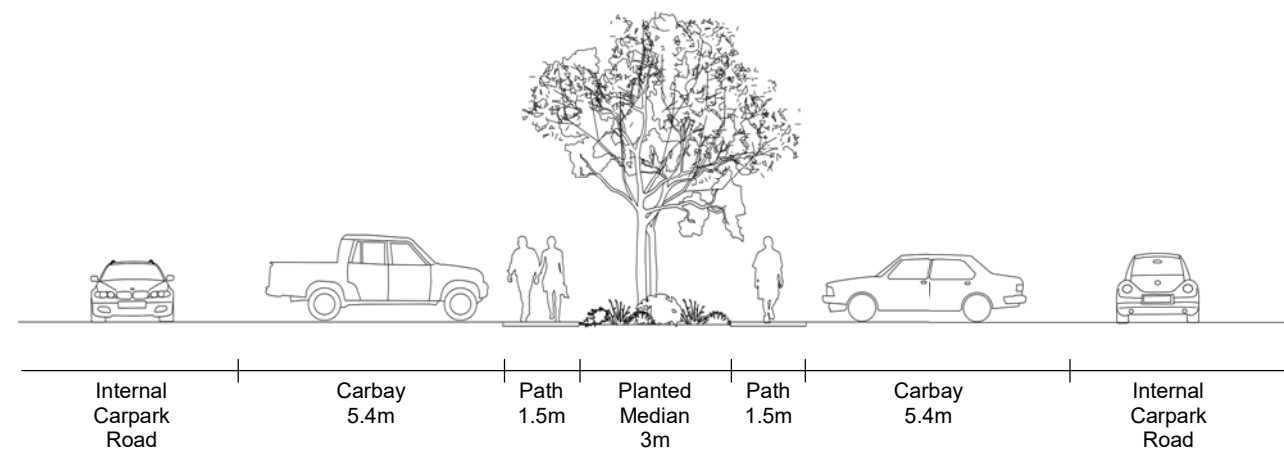 Internal
Carpark
Road
Carbay
5.4m
Path
1.5m
Planted
Median
3m
Path
1.5m
Carbay
5.4m
Internal
Carpark
Road